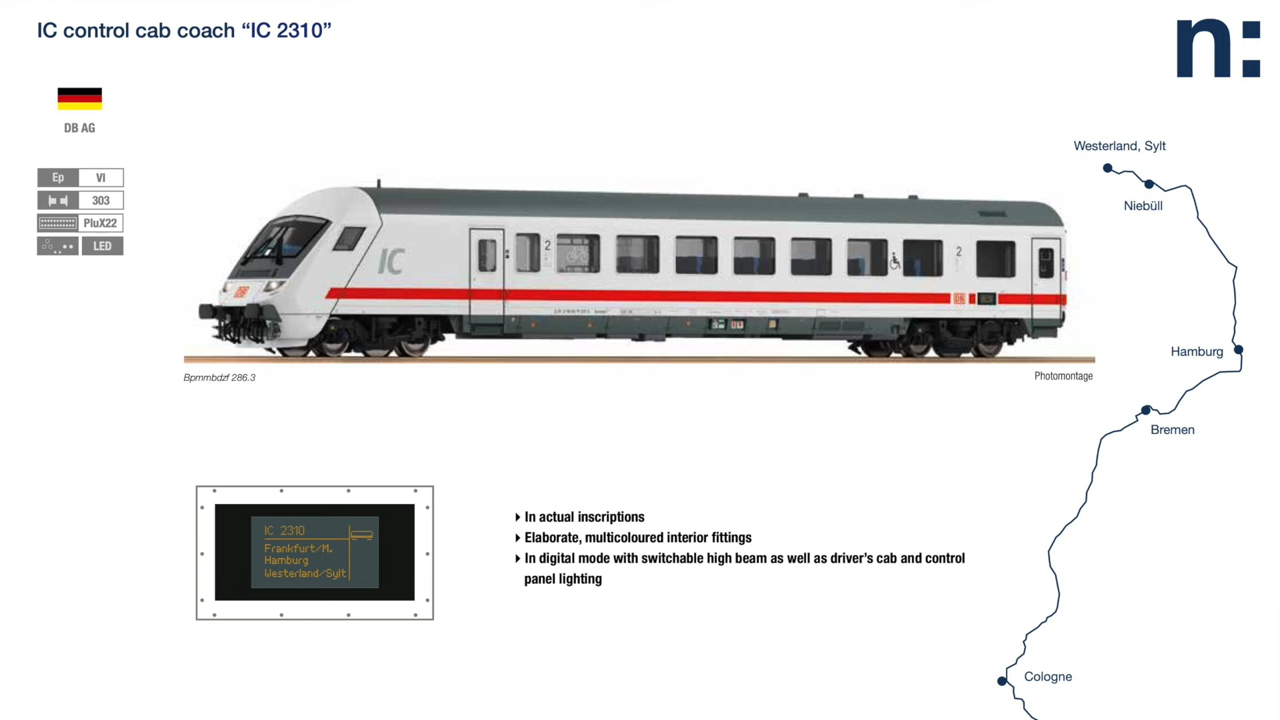 IC control cab coach “IC 2310”
n:
DB AG
Ep VI
303
PluX22
LED
IC
2
2
DB
DB
Bpmmbdzf 286.3
Photomontage
Westerland, Sylt
Niebüll
Hamburg
Bremen
Cologne
IC 2310
Frankfurt/M.
Hamburg
Westerland/Sylt
In actual inscriptions
Elaborate, multicoloured interior fittings
In digital mode with switchable high beam as well as driver’s cab and control
panel lighting